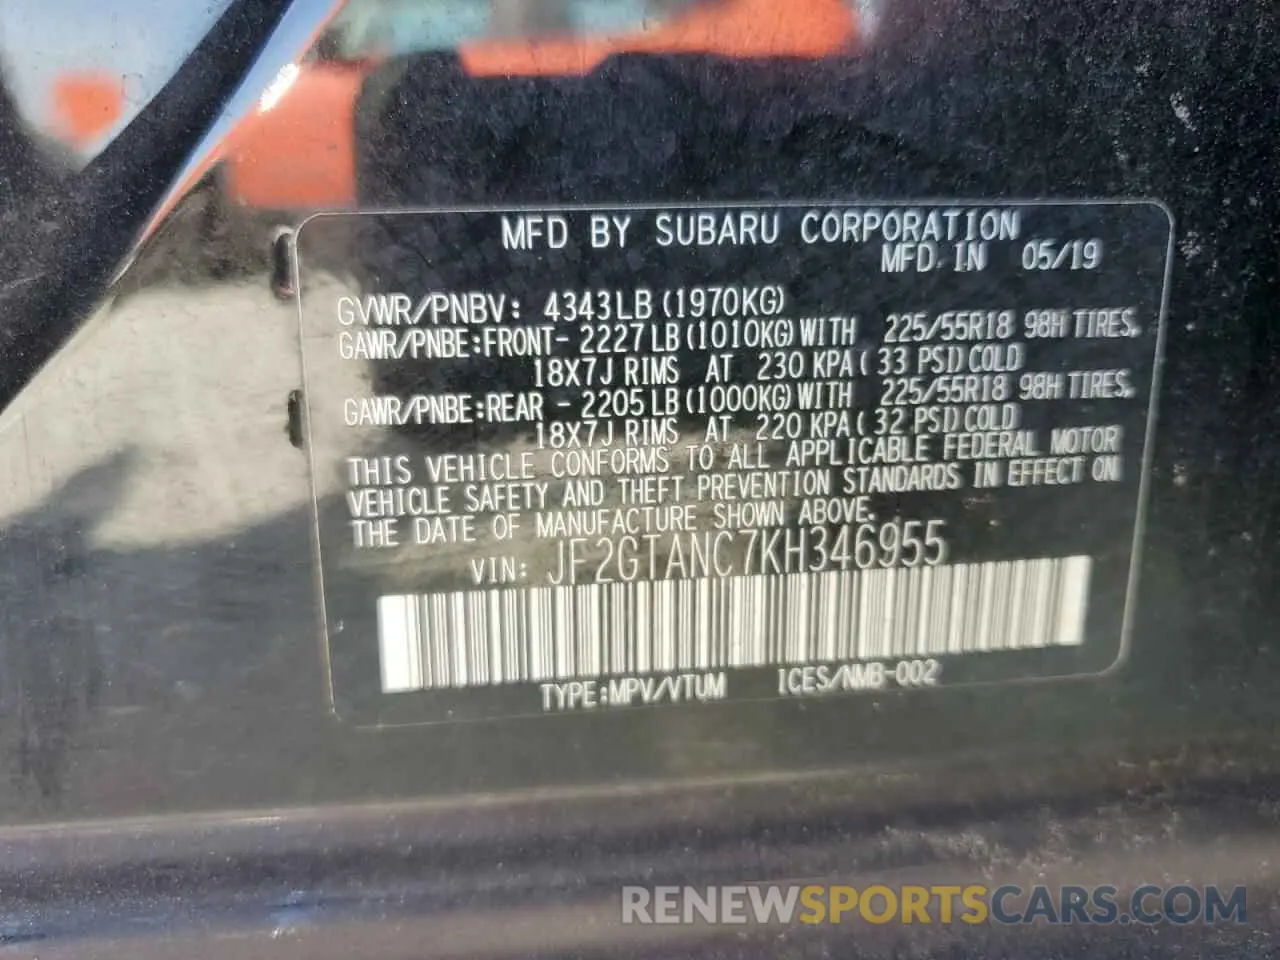 MFD BY SUBARU CORPORATION
MFD IN 05/19
GVWR/PNBV: 4343LB (1970KG)
GAWR/PNBE:FRONT- 2227 LB (1010KG) WITH 225/55R18 98H TIRES,
18X7J RIMS AT 230 KPA ( 33 PSI) COLD
GAWR/PNBE:REAR - 2205 LB (1000KG) WITH 225/55R18 98H TIRES,
18X7J RIMS AT 220 KPA ( 32 PSI) COLD
THIS VEHICLE CONFORMS TO ALL APPLICABLE FEDERAL MOTOR
VEHICLE SAFETY AND THEFT PREVENTION STANDARDS IN EFFECT ON
THE DATE OF MANUFACTURE SHOWN ABOVE.
VIN: JF2GTANC7KH346955
TYPE:MPV/VTUM ICES/NMB-002
RENEWSPORTSCARS.COM